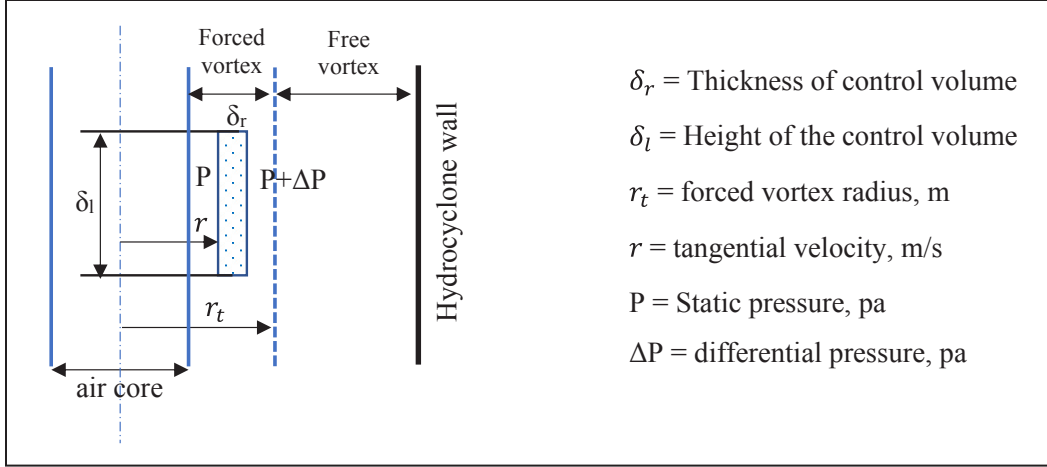 Forced vortex
Free vortex
δr
P
P+ΔP
δl
r
rt
air core
Hydrocyclone wall
δr = Thickness of control volume
δl = Height of the control volume
rt = forced vortex radius, m
r = tangential velocity, m/s
P = Static pressure, pa
ΔP = differential pressure, pa